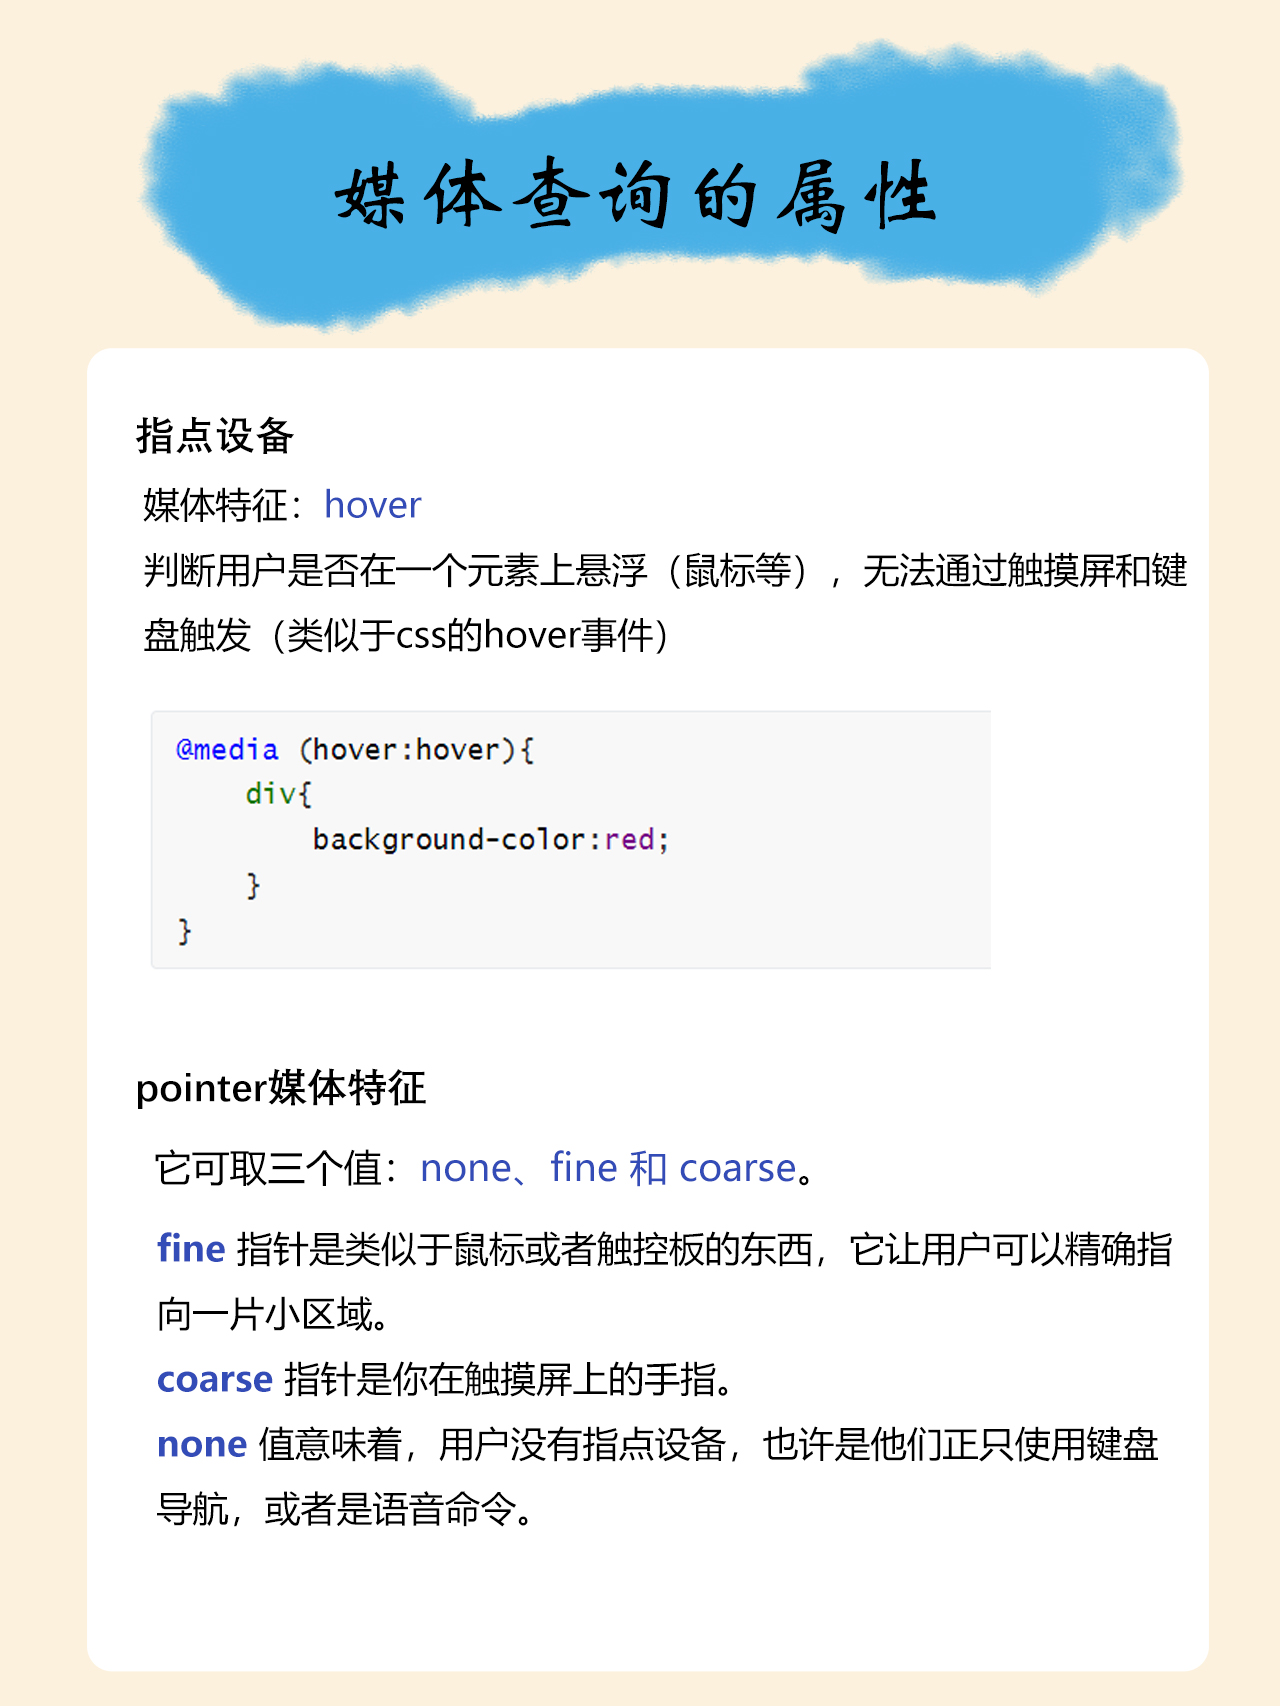 媒体查询的属性
指点设备
媒体特征：hover
判断用户是否在一个元素上悬浮（鼠标等），无法通过触摸屏和键
盘触发（类似于css的hover事件）
@media (hover:hover){
    div{
        background-color:red;
    }
}
pointer媒体特征
它可取三个值：none、fine 和 coarse。
fine 指针是类似于鼠标或者触控板的东西，它让用户可以精确指
向一片小区域。
coarse 指针是你在触摸屏上的手指。
none 值意味着，用户没有指点设备，也许是他们正只使用键盘
导航，或者是语音命令。